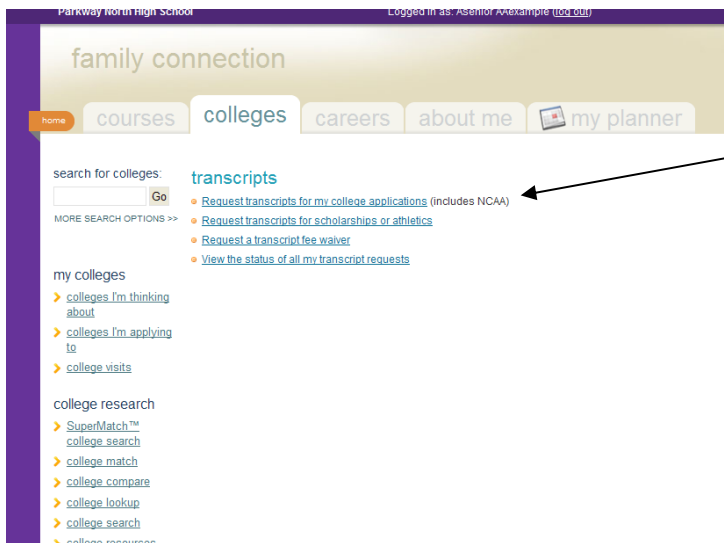 Parkway North High School
Logged in as: Asenior AAexample (log out)
family connection
home
courses
colleges
careers
about me
my planner
search for colleges:
Go
MORE SEARCH OPTIONS >>
my colleges
colleges I'm thinking
about
colleges I'm applying
to
college visits
college research
SuperMatch™
college search
college match
college compare
college lookup
college search
college resources
transcripts
Request transcripts for my college applications (includes NCAA)
Request transcripts for scholarships or athletics
Request a transcript fee waiver
View the status of all my transcript requests